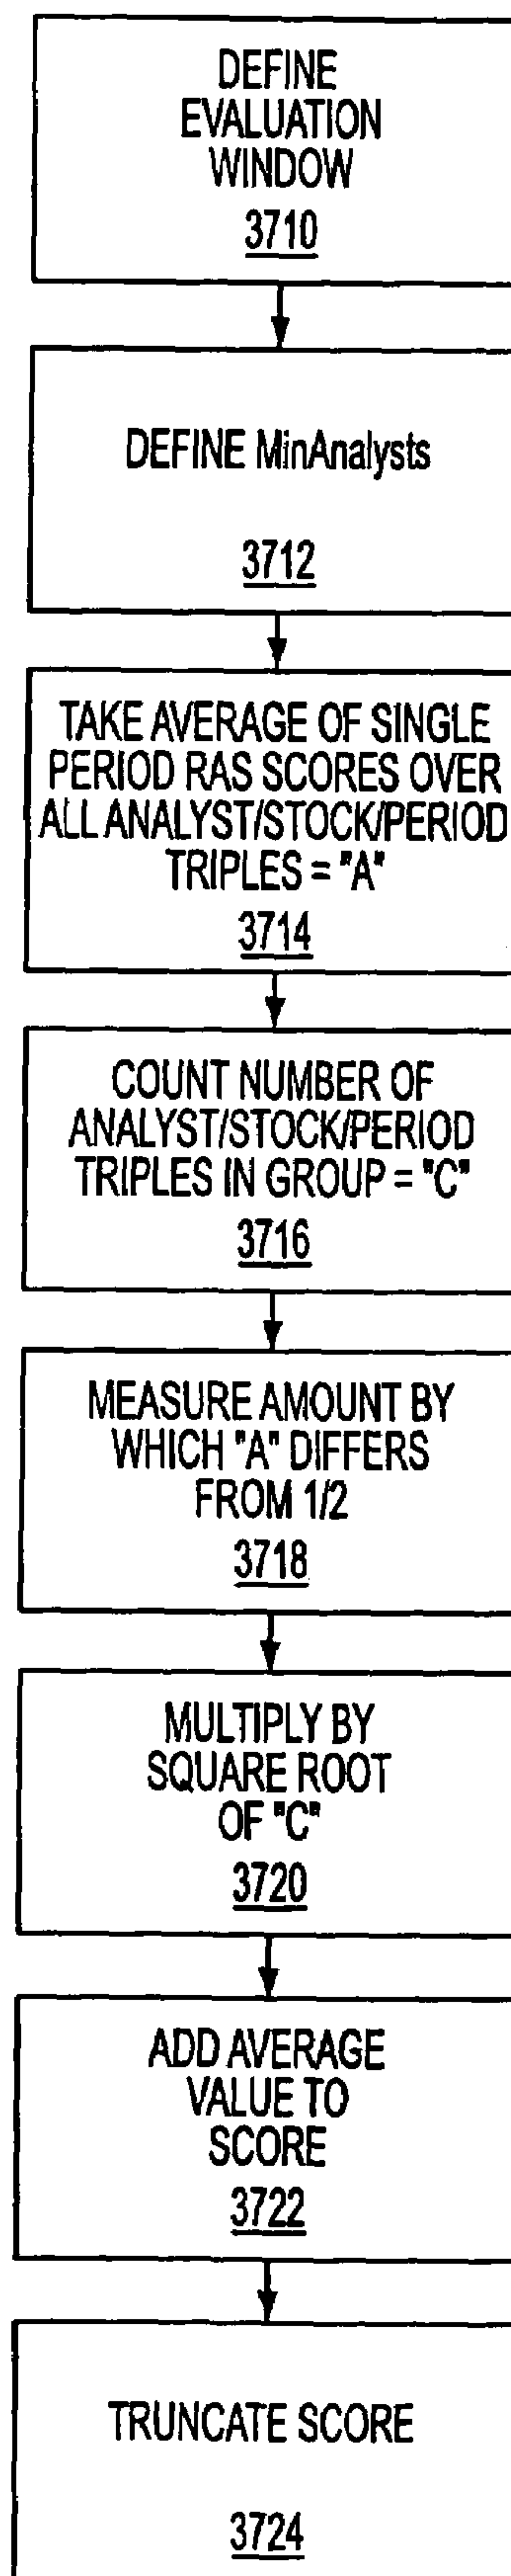 DEFINE
EVALUATION
WINDOW
3710
DEFINE MinAnalysts
3712
TAKE AVERAGE OF SINGLE
PERIOD RAS SCORES OVER
ALL ANALYST/STOCK/PERIOD
TRIPLES = "A"
3714
COUNT NUMBER OF
ANALYST/STOCK/PERIOD
TRIPLES IN GROUP = "C"
3716
MEASURE AMOUNT BY
WHICH "A" DIFFERS
FROM 1/2
3718
MULTIPLY BY
SQUARE ROOT
OF "C"
3720
ADD AVERAGE
VALUE TO
SCORE
3722
TRUNCATE SCORE
3724